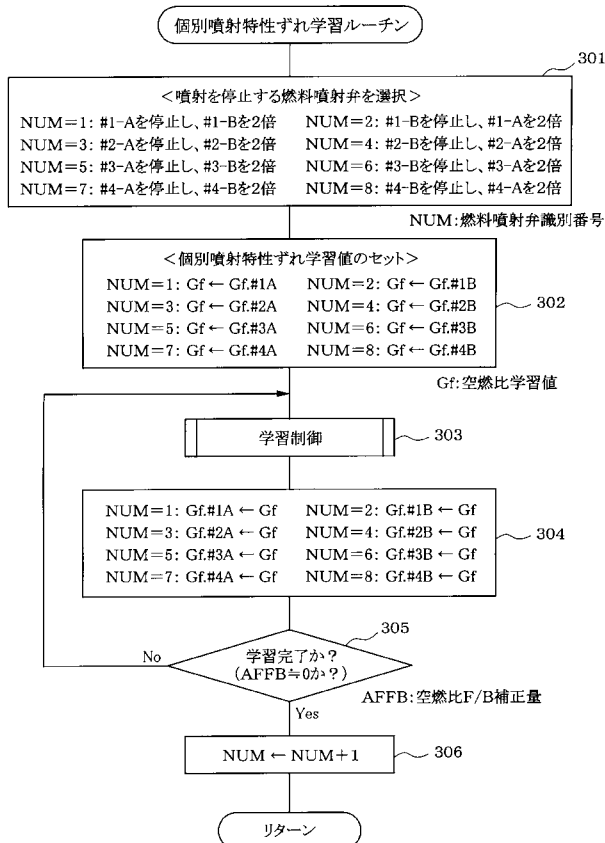 個別噴射特性ずれ学習ルーチン
301
<噴射を停止する燃料噴射弁を選択>
NUM=1: #1-Aを停止し、#1-Bを2倍 NUM=2: #1-Bを停止し、#1-Aを2倍
NUM=3: #2-Aを停止し、#2-Bを2倍 NUM=4: #2-Bを停止し、#2-Aを2倍
NUM=5: #3-Aを停止し、#3-Bを2倍 NUM=6: #3-Bを停止し、#3-Aを2倍
NUM=7: #4-Aを停止し、#4-Bを2倍 NUM=8: #4-Bを停止し、#4-Aを2倍
NUM:燃料噴射弁識別番号
<個別噴射特性ずれ学習値のセット>
NUM=1: Gf ← Gf.#1A NUM=2: Gf ← Gf.#1B
NUM=3: Gf ← Gf.#2A NUM=4: Gf ← Gf.#2B
NUM=5: Gf ← Gf.#3A NUM=6: Gf ← Gf.#3B
NUM=7: Gf ← Gf.#4A NUM=8: Gf ← Gf.#4B
302
Gf:空燃比学習値
学習制御
303
NUM=1: Gf.#1A ← Gf NUM=2: Gf.#1B ← Gf
NUM=3: Gf.#2A ← Gf NUM=4: Gf.#2B ← Gf
NUM=5: Gf.#3A ← Gf NUM=6: Gf.#3B ← Gf
NUM=7: Gf.#4A ← Gf NUM=8: Gf.#4B ← Gf
304
305
No
学習完了か?
(AFFB≒0か?)
AFFB:空燃比F/B補正量
Yes
NUM ← NUM+1
306
リターン